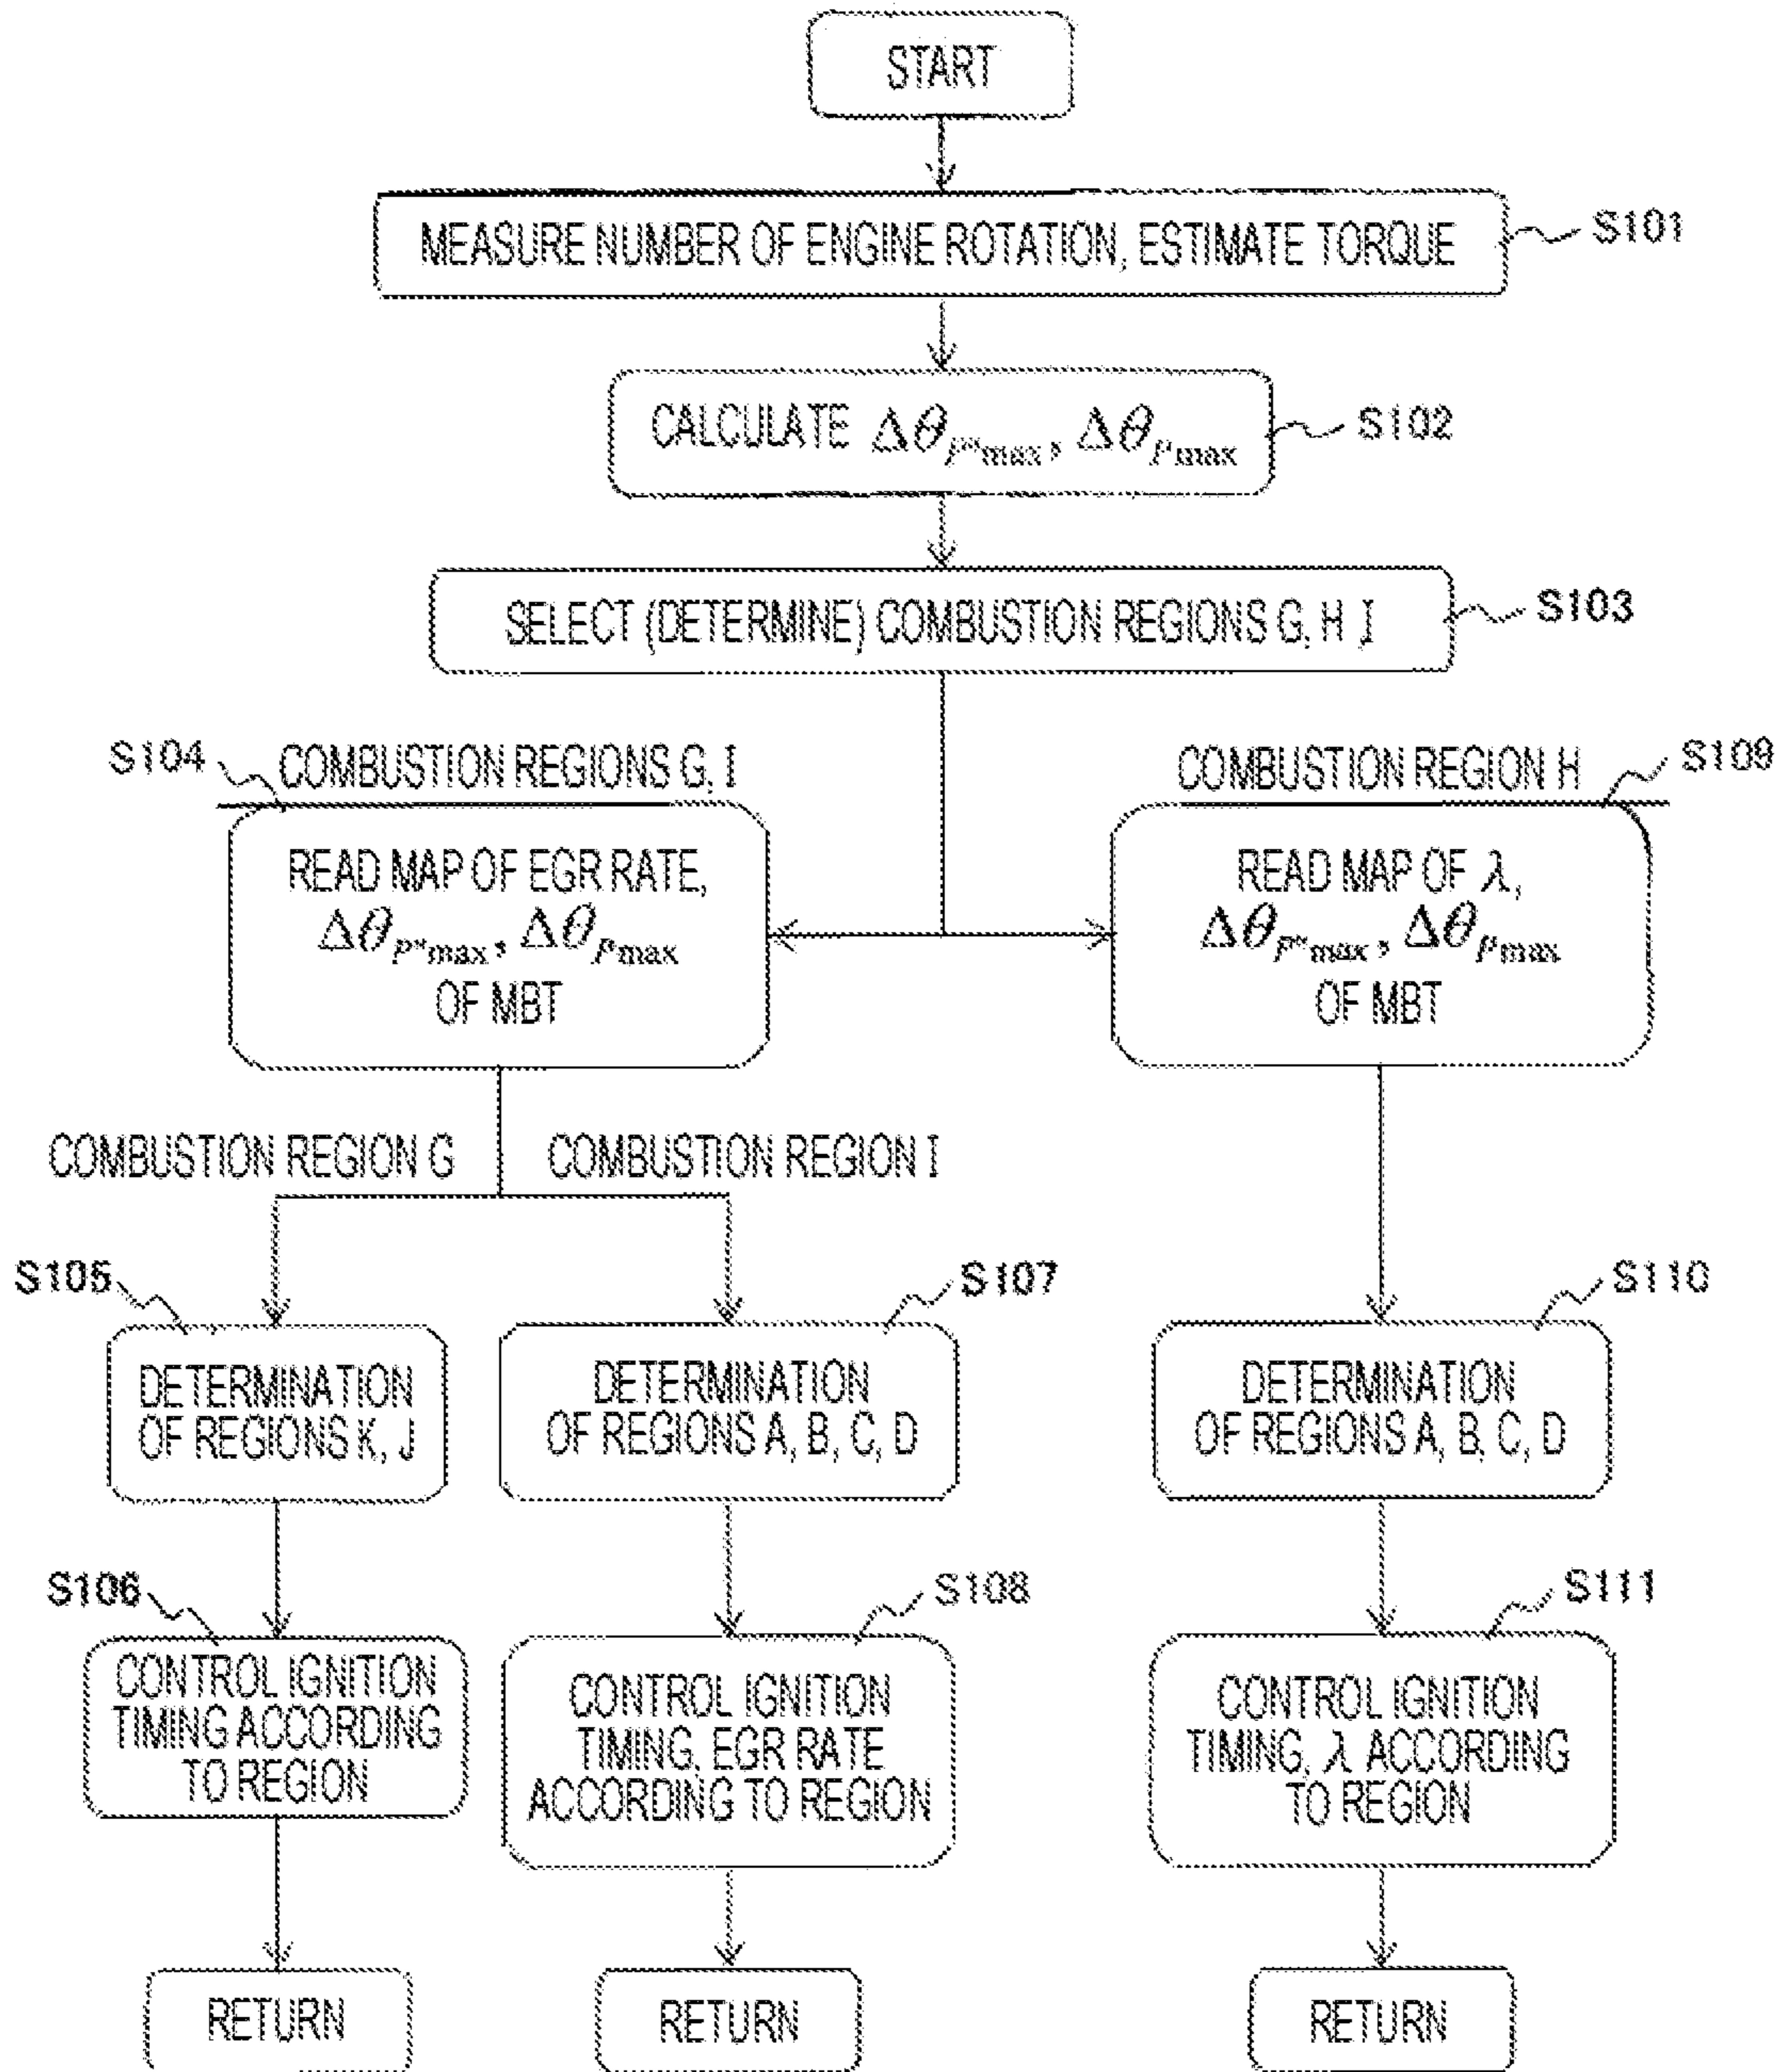 START
MEASURE NUMBER OF ENGINE ROTATION, ESTIMATE TORQUE
S101
CALCULATE Δθ_P"max, Δθ_Pmax
S102
SELECT (DETERMINE) COMBUSTION REGIONS G, H ,I
S103
S104
COMBUSTION REGIONS G, I
READ MAP OF EGR RATE,
Δθ_P"max, Δθ_Pmax
OF MBT
COMBUSTION REGION H
S109
READ MAP OF λ,
Δθ_P"max, Δθ_Pmax
OF MBT
COMBUSTION REGION G
COMBUSTION REGION I
S105
DETERMINATION
OF REGIONS K, J
S107
DETERMINATION
OF REGIONS A, B, C, D
S110
DETERMINATION
OF REGIONS A, B, C, D
S106
CONTROL IGNITION
TIMING ACCORDING
TO REGION
S108
CONTROL IGNITION
TIMING, EGR RATE
ACCORDING TO REGION
S111
CONTROL IGNITION
TIMING, λ ACCORDING
TO REGION
RETURN
RETURN
RETURN